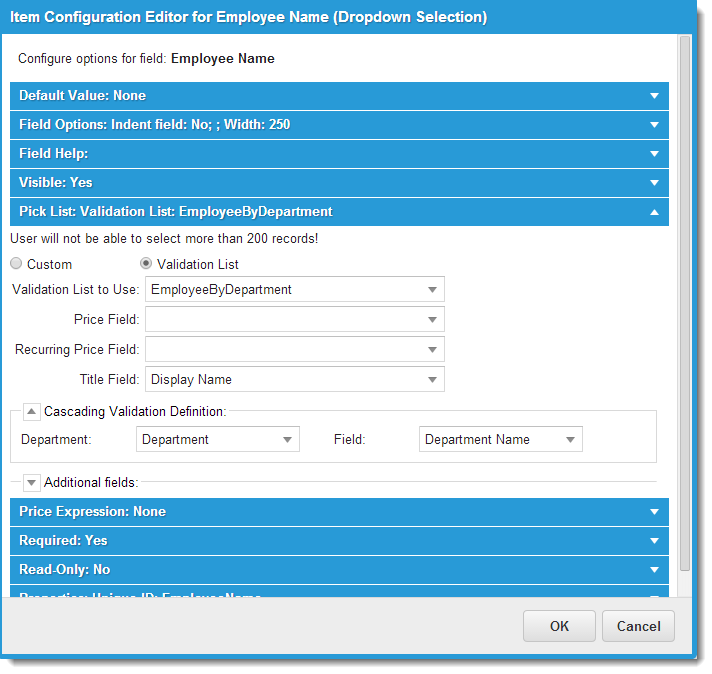 Item Configuration Editor for Employee Name (Dropdown Selection)
Configure options for field: Employee Name
Default Value: None
Field Options: Indent field: No; ; Width: 250
Field Help:
Visible: Yes
Pick List: Validation List: EmployeeByDepartment
User will not be able to select more than 200 records!
Custom Validation List
Validation List to Use: EmployeeByDepartment
Price Field:
Recurring Price Field:
Title Field: Display Name
Cascading Validation Definition:
Department: Department Field: Department Name
Additional fields:
Price Expression: None
Required: Yes
Read-Only: No
Properties: Unique ID: EmployeeName
OK Cancel